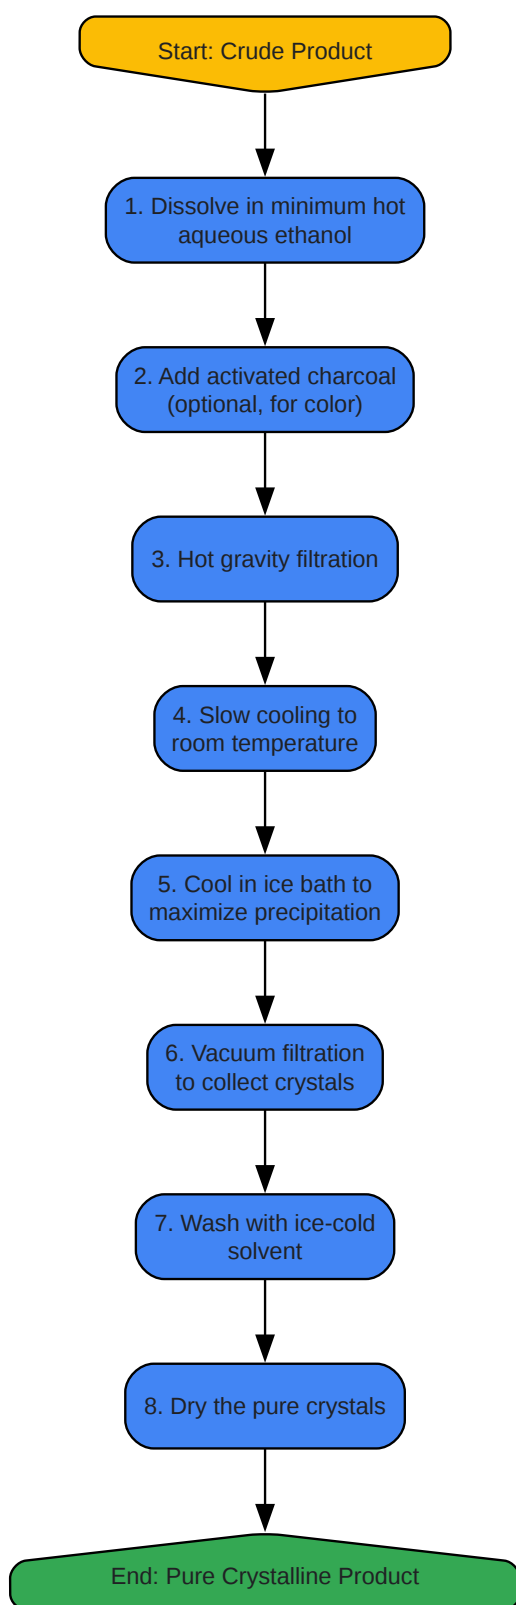 Start: Crude Product
1. Dissolve in minimum hot
aqueous ethanol
2. Add activated charcoal
(optional, for color)
3. Hot gravity filtration
4. Slow cooling to
room temperature
5. Cool in ice bath to
maximize precipitation
6. Vacuum filtration
to collect crystals
7. Wash with ice-cold
solvent
8. Dry the pure crystals
End: Pure Crystalline Product